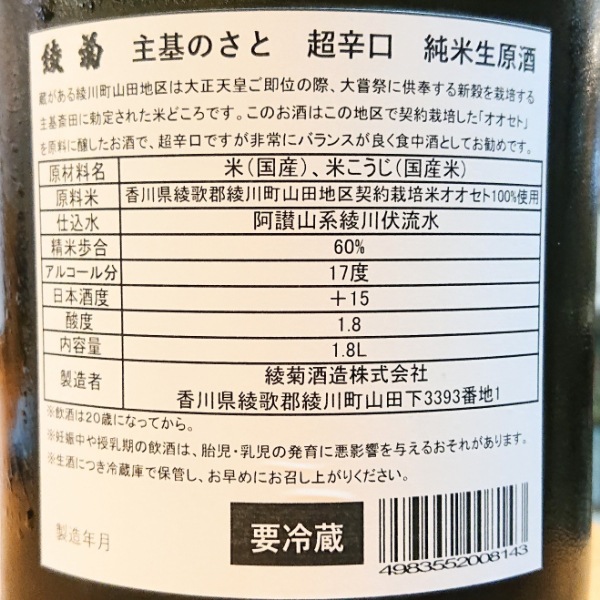 綾菊 主基のさと 超辛口 純米生原酒
蔵がある綾川町山田地区は大正天皇ご即位の際、大嘗祭に供奉する新穀を栽培する
主基斎田に勅定された米どころです。このお酒はこの地区で契約栽培した「オオセト」
を原料に醸したお酒で、超辛口ですが非常にバランスが良く食中酒としてお勧めです。
原材料名 米(国産)、米こうじ(国産米)
原料米 香川県綾歌郡綾川町山田地区契約栽培米オオセト100%使用
仕込水 阿讃山系綾川伏流水
精米歩合 60%
アルコール分 17度
日本酒度 +15
酸度 1.8
内容量 1.8L
製造者 綾菊酒造株式会社
香川県綾歌郡綾川町山田下3393番地1
※飲酒は20歳になってから。
※妊娠中や授乳期の飲酒は、胎児・乳児の発育に悪影響を与えるおそれがあります。
※生酒につき冷蔵庫で保管し、お早めにお召し上がりください。
製造年月
要冷蔵
4983552008143